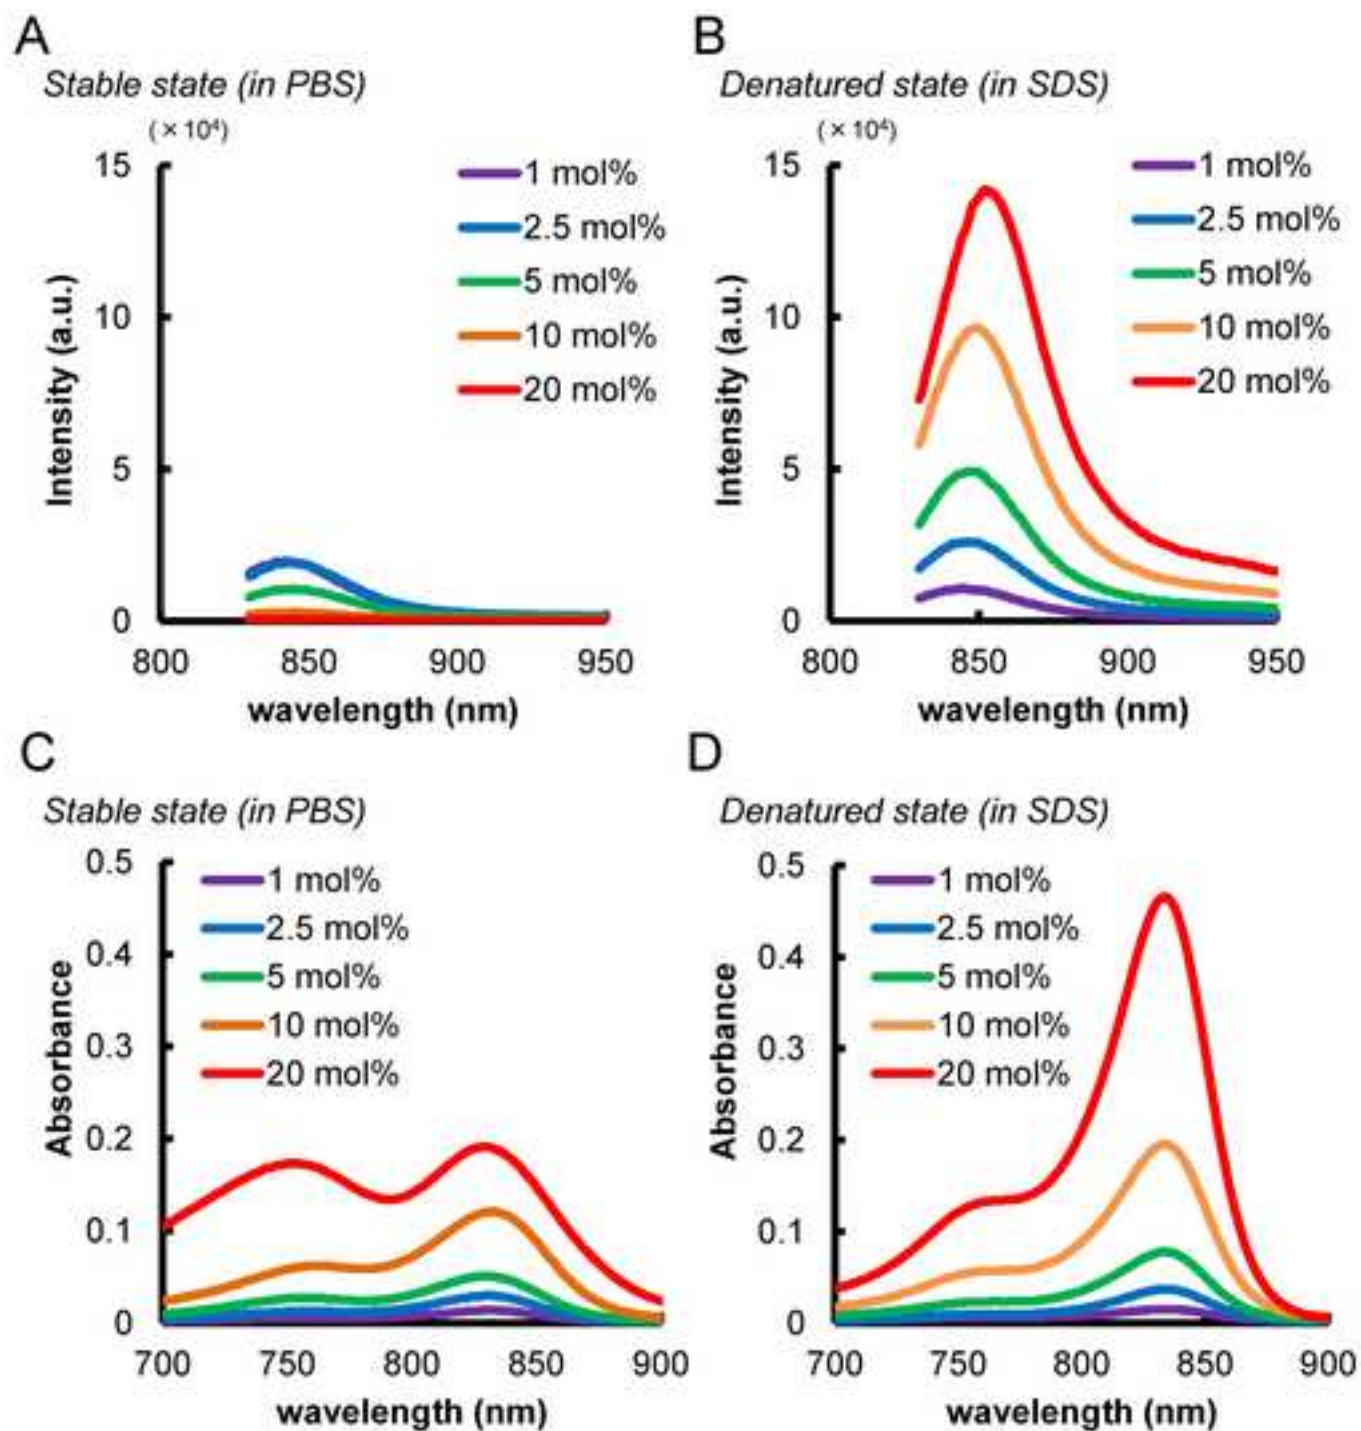 A
Stable state (in PBS)
(×10⁴)
15
10
5
0
Intensity (a.u.)
1 mol%
2.5 mol%
5 mol%
10 mol%
20 mol%
800 850 900 950
wavelength (nm)
B
Denatured state (in SDS)
(×10⁴)
15
10
5
0
Intensity (a.u.)
1 mol%
2.5 mol%
5 mol%
10 mol%
20 mol%
800 850 900 950
wavelength (nm)
C
Stable state (in PBS)
0.5
0.4
0.3
0.2
0.1
0
Absorbance
1 mol%
2.5 mol%
5 mol%
10 mol%
20 mol%
700 750 800 850 900
wavelength (nm)
D
Denatured state (in SDS)
0.5
0.4
0.3
0.2
0.1
0
Absorbance
1 mol%
2.5 mol%
5 mol%
10 mol%
20 mol%
700 750 800 850 900
wavelength (nm)